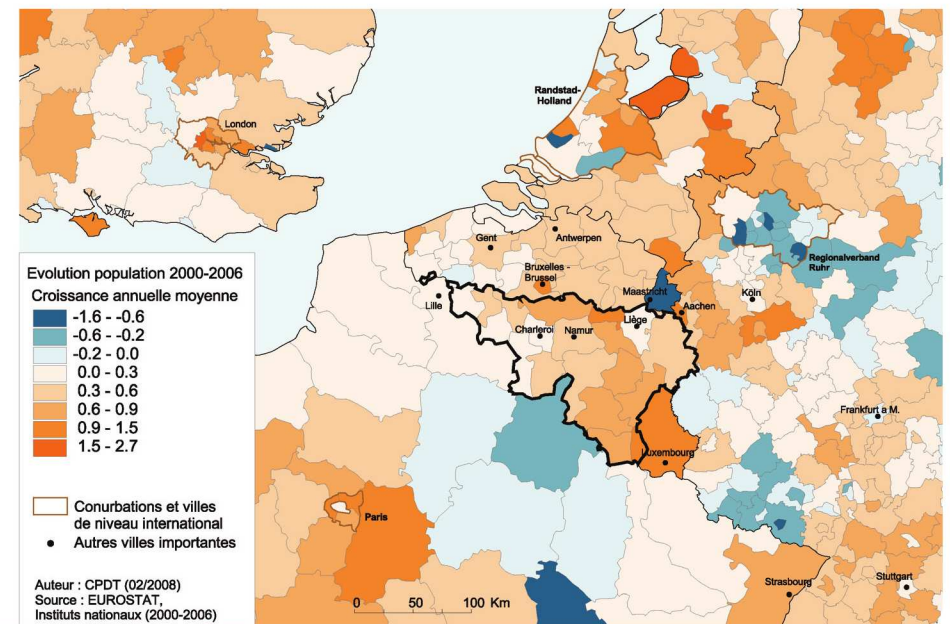 London
Randstad-
Holland
Gent
Antwerpen
Bruxelles -
Brussel
Maastricht
Aachen
Köln
Regionalverband
Ruhr
Lille
Charleroi
Namur
Liège
Frankfurt a M.
Luxembourg
Paris
Strasbourg
Stuttgart
Evolution population 2000-2006
Croissance annuelle moyenne
-1.6 - -0.6
-0.6 - -0.2
-0.2 - 0.0
0.0 - 0.3
0.3 - 0.6
0.6 - 0.9
0.9 - 1.5
1.5 - 2.7
Conurbations et villes
de niveau international
Autres villes importantes
Auteur : CPDT (02/2008)
Source : EUROSTAT,
Instituts nationaux (2000-2006)
0 50 100 Km